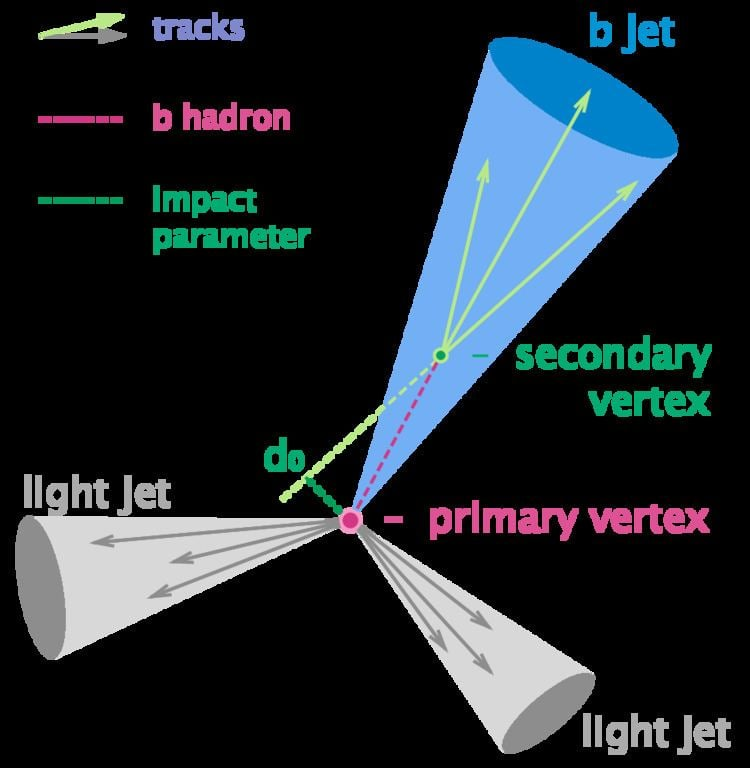 tracks
b jet
b hadron
impact
parameter
secondary
vertex
d₀
light jet
primary vertex
light jet